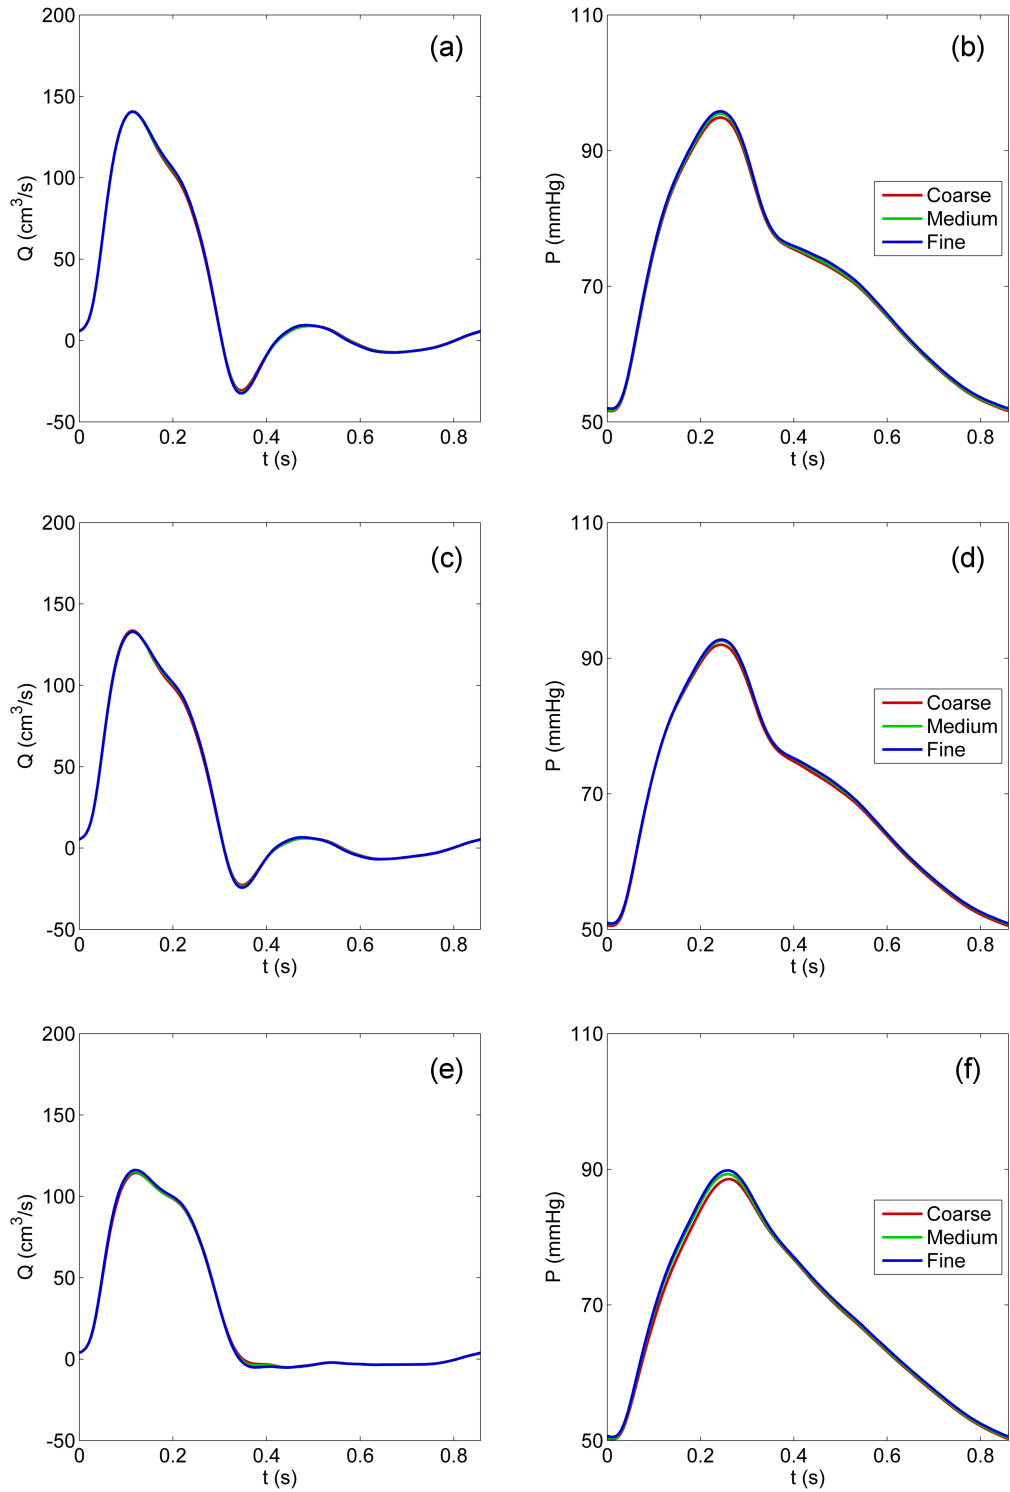 (a)
Q (cm³/s)
200
150
100
50
0
-50
0 0.2 0.4 0.6 0.8
t (s)
(b)
P (mmHg)
110
90
70
50
Coarse
Medium
Fine
0 0.2 0.4 0.6 0.8
t (s)
(c)
Q (cm³/s)
200
150
100
50
0
-50
0 0.2 0.4 0.6 0.8
t (s)
(d)
P (mmHg)
110
90
70
50
Coarse
Medium
Fine
0 0.2 0.4 0.6 0.8
t (s)
(e)
Q (cm³/s)
200
150
100
50
0
-50
0 0.2 0.4 0.6 0.8
t (s)
(f)
P (mmHg)
110
90
70
50
Coarse
Medium
Fine
0 0.2 0.4 0.6 0.8
t (s)